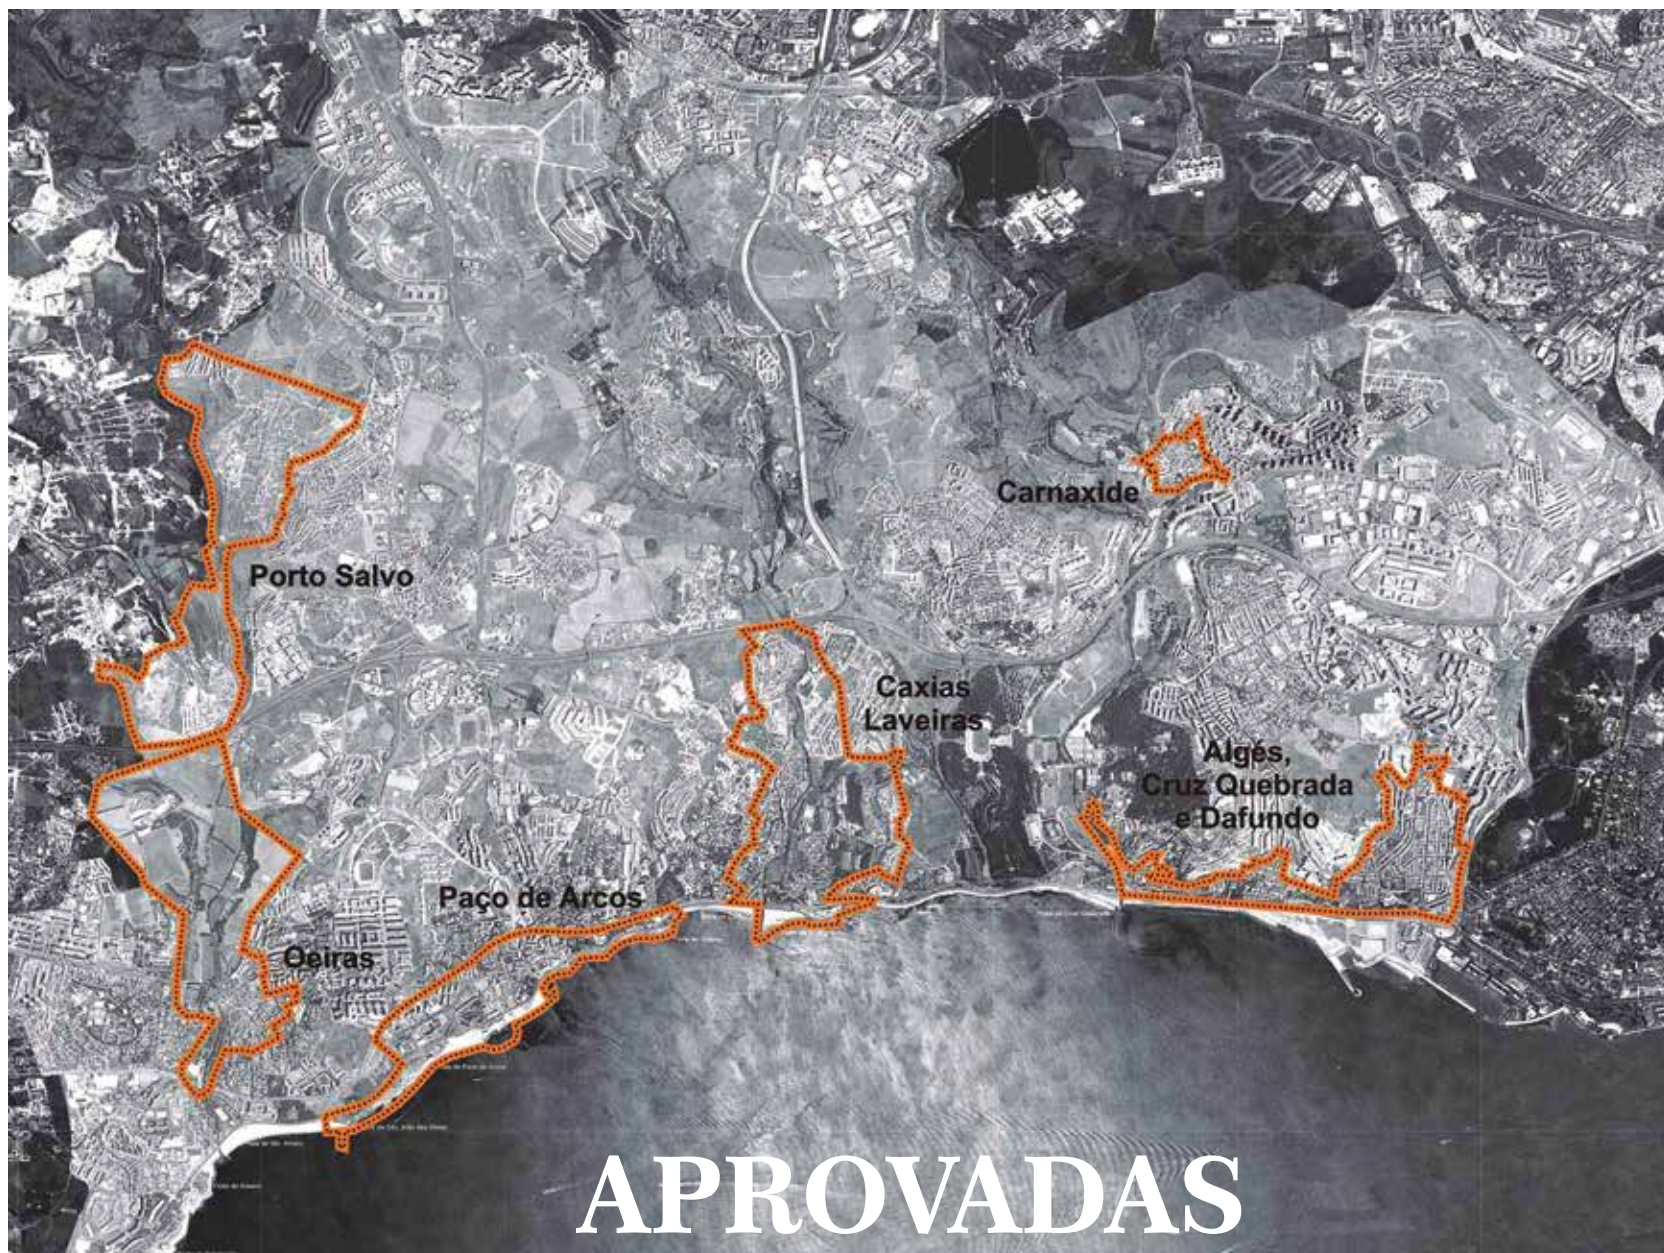 Carnaxide
Porto Salvo
Caxias
Laveiras
Algés,
Cruz Quebrada
e Dafundo
Paço de Arcos
Oeiras
APROVADAS